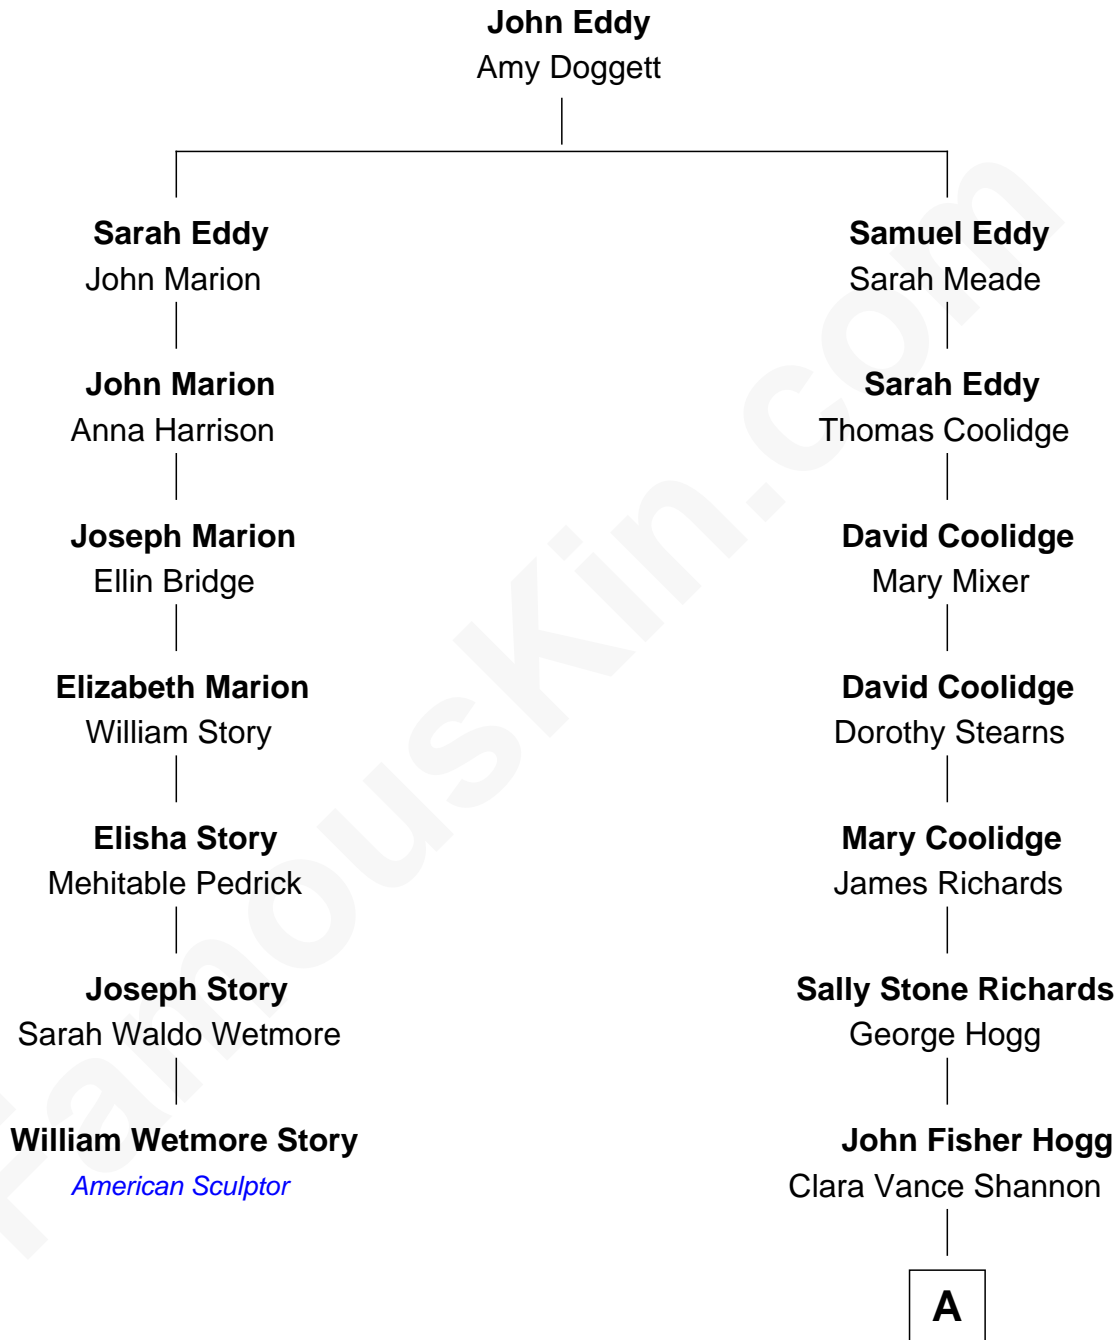 John Eddy
Amy Doggett
Sarah Eddy
John Marion
John Marion
Anna Harrison
Joseph Marion
Ellin Bridge
Elizabeth Marion
William Story
Elisha Story
Mehitable Pedrick
Joseph Story
Sarah Waldo Wetmore
William Wetmore Story
American Sculptor
Samuel Eddy
Sarah Meade
Sarah Eddy
Thomas Coolidge
David Coolidge
Mary Mixer
David Coolidge
Dorothy Stearns
Mary Coolidge
James Richards
Sally Stone Richards
George Hogg
John Fisher Hogg
Clara Vance Shannon
A
FamousKin.com